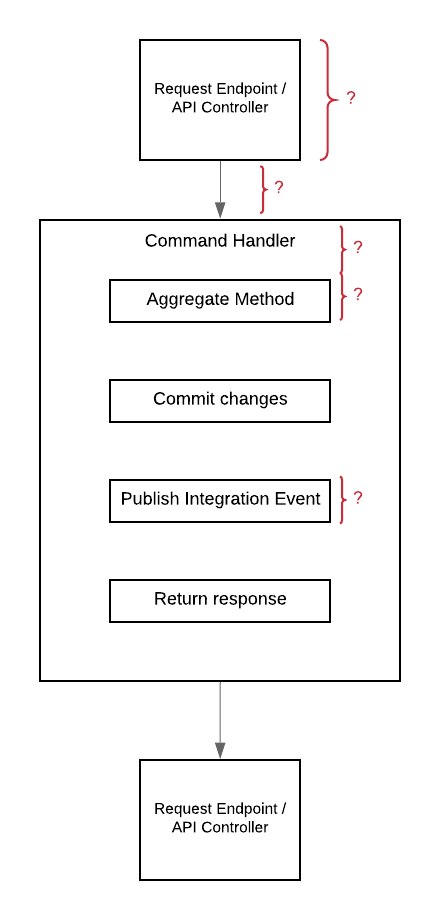 Request Endpoint /
API Controller
?
?
Command Handler
?
Aggregate Method
?
Commit changes
Publish Integration Event
?
Return response
Request Endpoint /
API Controller